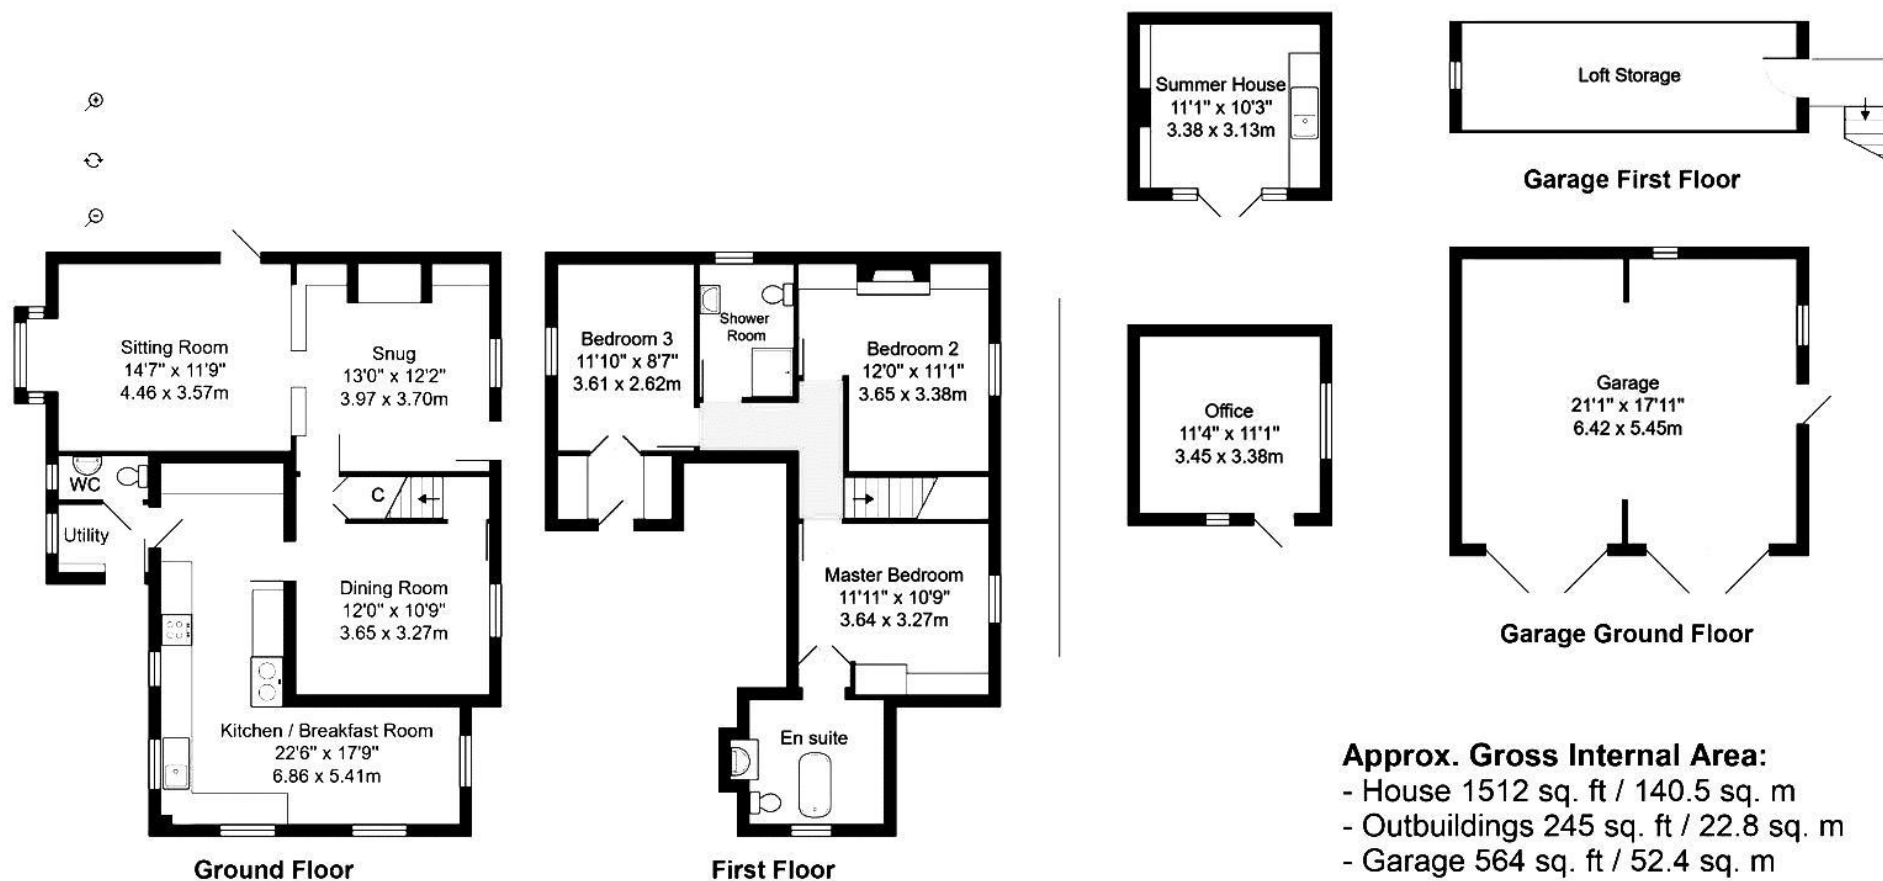 Summer House
11'1" x 10'3"
3.38 x 3.13m
Loft Storage
Garage First Floor
Sitting Room
14'7" x 11'9"
4.46 x 3.57m
Snug
13'0" x 12'2"
3.97 x 3.70m
WC
C
Utility
Dining Room
12'0" x 10'9"
3.65 x 3.27m
Kitchen / Breakfast Room
22'6" x 17'9"
6.86 x 5.41m
Ground Floor
Bedroom 3
11'10" x 8'7"
3.61 x 2.62m
Shower
Room
Bedroom 2
12'0" x 11'1"
3.65 x 3.38m
Master Bedroom
11'11" x 10'9"
3.64 x 3.27m
En suite
First Floor
Office
11'4" x 11'1"
3.45 x 3.38m
Garage
21'1" x 17'11"
6.42 x 5.45m
Garage Ground Floor
Approx. Gross Internal Area:
- House 1512 sq. ft / 140.5 sq. m
- Outbuildings 245 sq. ft / 22.8 sq. m
- Garage 564 sq. ft / 52.4 sq. m